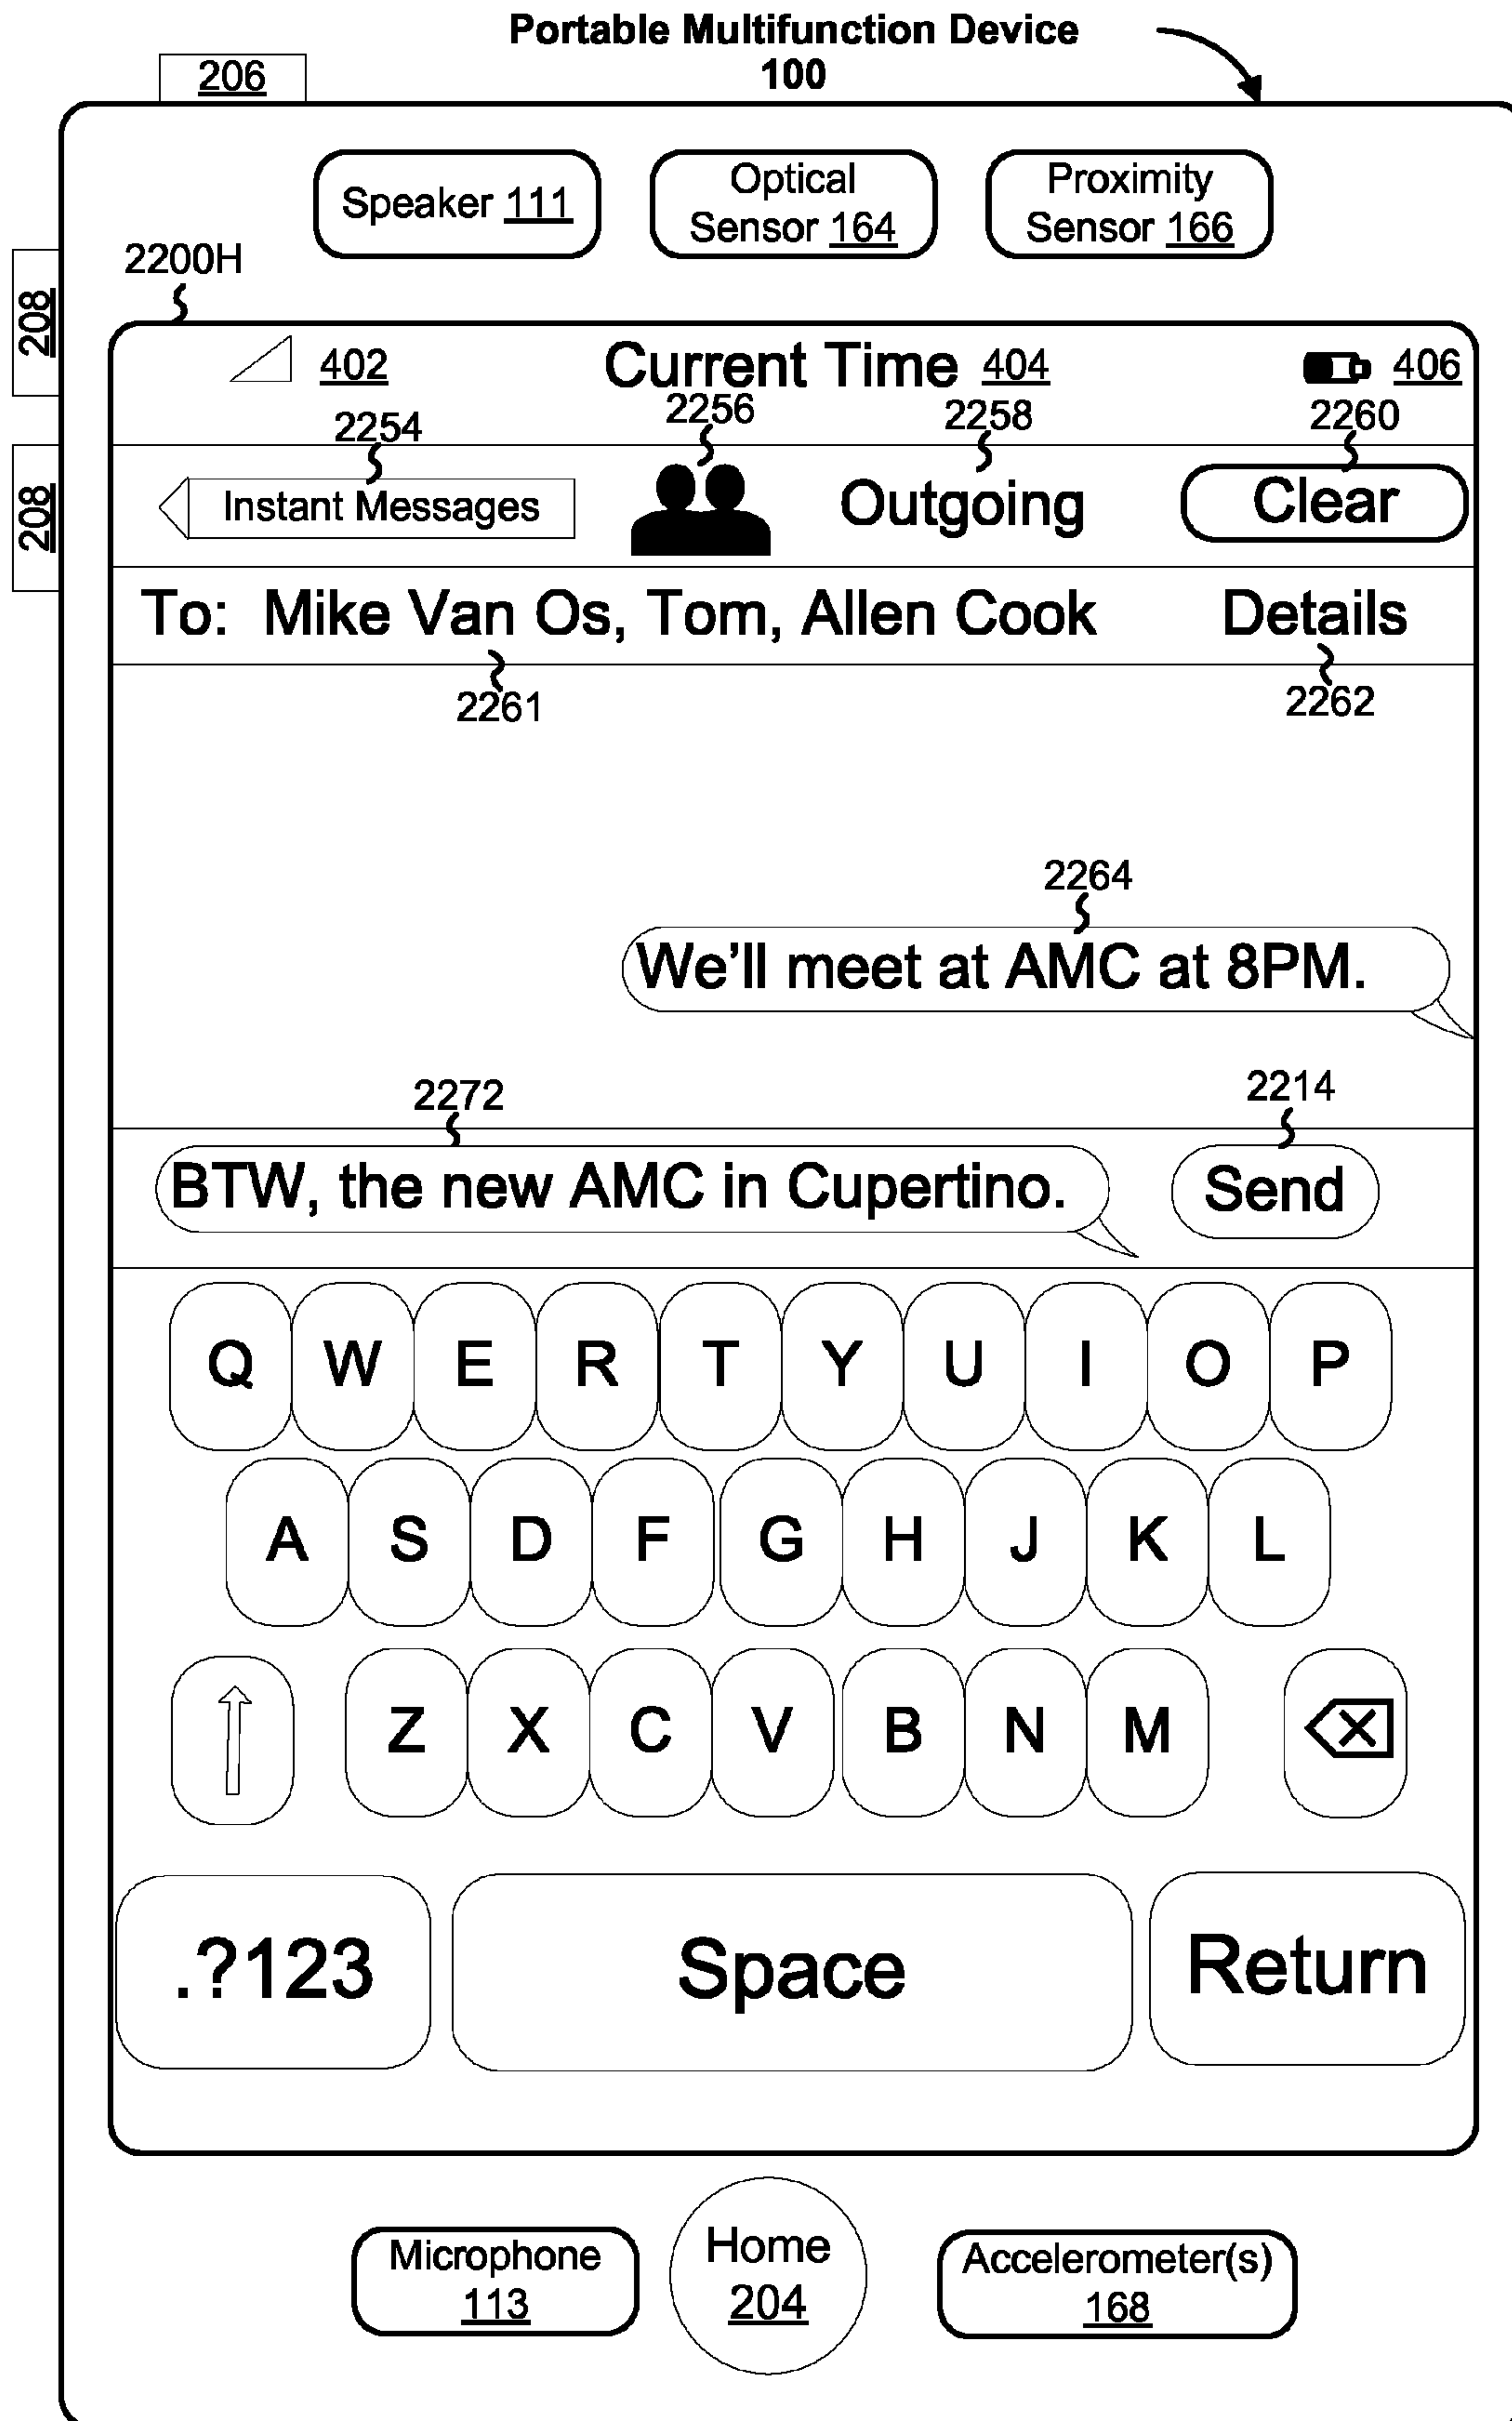 Portable Multifunction Device
100
206
Speaker 111
Optical
Sensor 164
Proximity
Sensor 166
2200H
208
208
402
Current Time 404
406
2254
2256
2258
2260
Instant Messages
Outgoing
Clear
To: Mike Van Os, Tom, Allen Cook
Details
2261
2262
2264
We'll meet at AMC at 8PM.
2272
2214
BTW, the new AMC in Cupertino.
Send
Q W E R T Y U I O P
A S D F G H J K L
Z X C V B N M
.?123
Space
Return
Microphone
113
Home
204
Accelerometer(s)
168